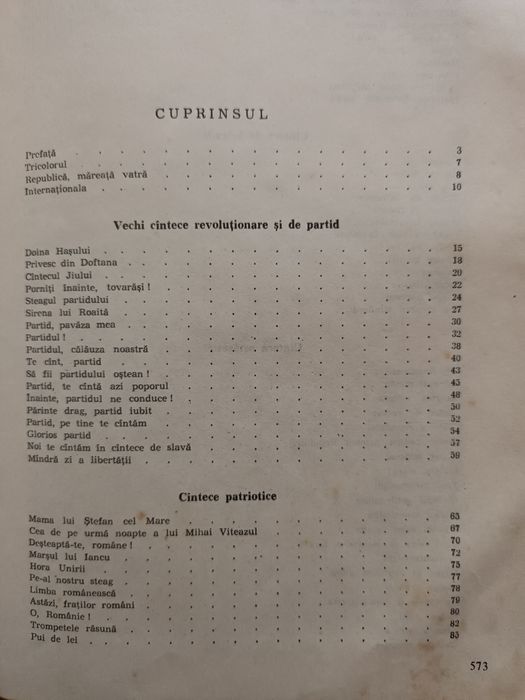 CUPRINSUL
Prefață . . . . . . . . . . . . . . 3
Tricolorul . . . . . . . . . . . . . . 7
Republică, măreață vatră . . . . . . . . . . . 8
Internaționala . . . . . . . . . . . . . 10
Vechi cîntece revoluționare și de partid
Doina Hașului . . . . . . . . . . . . . 15
Privesc din Doftana . . . . . . . . . . . . 18
Cîntecul Jiului . . . . . . . . . . . . . 20
Porniți înainte, tovarăși ! . . . . . . . . . . . 22
Steagul partidului . . . . . . . . . . . . 24
Sirena lui Roaită . . . . . . . . . . . . 27
Partid, pavăza mea . . . . . . . . . . . . 30
Partidul ! . . . . . . . . . . . . . . 32
Partidul, călăuza noastră . . . . . . . . . . . 38
Te cînt, partid . . . . . . . . . . . . . 40
Să fii partidului oștean ! . . . . . . . . . . . 43
Partid, te cîntă azi poporul . . . . . . . . . . 45
Înainte, partidul ne conduce ! . . . . . . . . . . 48
Părinte drag, partid iubit . . . . . . . . . . . 50
Partid, pe tine te cîntăm . . . . . . . . . . . 52
Glorios partid . . . . . . . . . . . . . 54
Noi te cîntăm în cîntece de slavă . . . . . . . . . 57
Mîndră zi a libertății . . . . . . . . . . . . 59
Cîntece patriotice
Mama lui Ștefan cel Mare . . . . . . . . . . . 65
Cea de pe urmă noapte a lui Mihai Viteazul . . . . . . . 67
Deșteaptă-te, române ! . . . . . . . . . . . . 70
Marșul lui Iancu . . . . . . . . . . . . 72
Hora Unirii . . . . . . . . . . . . . . 75
Pe-al nostru steag . . . . . . . . . . . . 77
Limba românească . . . . . . . . . . . . 78
Astăzi, fraților români . . . . . . . . . . . 79
O, Românie ! . . . . . . . . . . . . . 80
Trompetele răsună . . . . . . . . . . . . 82
Pui de lei . . . . . . . . . . . . . . 85
573